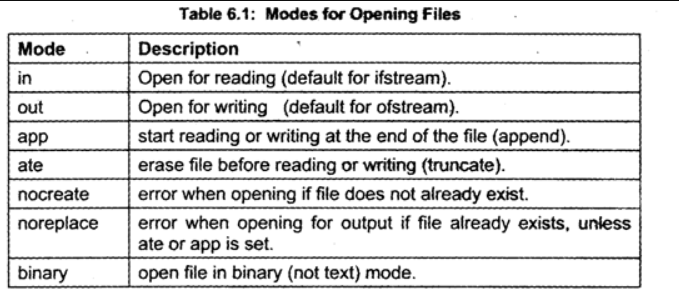 Table 6.1: Modes for Opening Files
Mode Description
in Open for reading (default for ifstream).
out Open for writing (default for ofstream).
app start reading or writing at the end of the file (append).
ate erase file before reading or writing (truncate).
nocreate error when opening if file does not already exist.
noreplace error when opening for output if file already exists, unless
ate or app is set.
binary open file in binary (not text) mode.